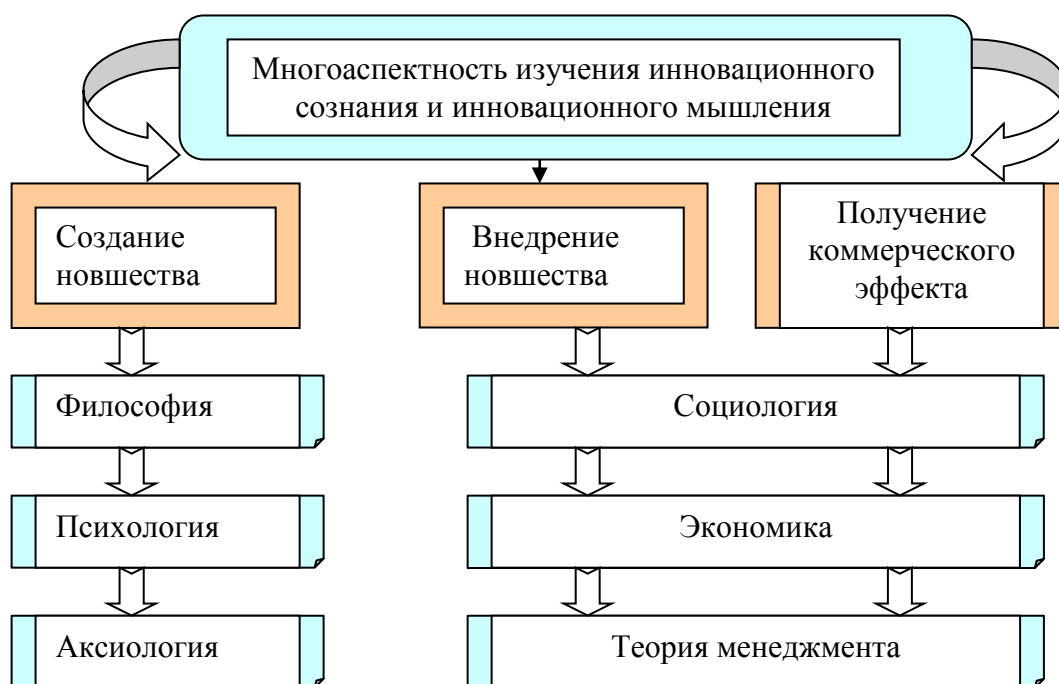 Многоаспектность изучения инновационного
сознания и инновационного мышления
Создание
новшества
Внедрение
новшества
Получение
коммерческого
эффекта
Философия
Социология
Психология
Экономика
Аксиология
Теория менеджмента